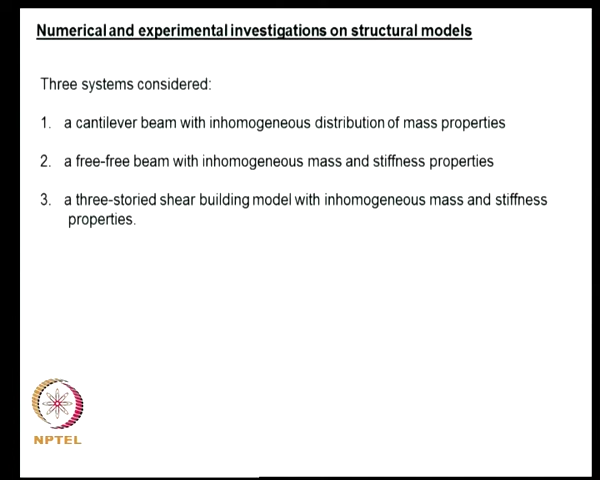 Numerical and experimental investigations on structural models
Three systems considered:
1. a cantilever beam with inhomogeneous distribution of mass properties
2. a free-free beam with inhomogeneous mass and stiffness properties
3. a three-storied shear building model with inhomogeneous mass and stiffness
properties.
NPTEL